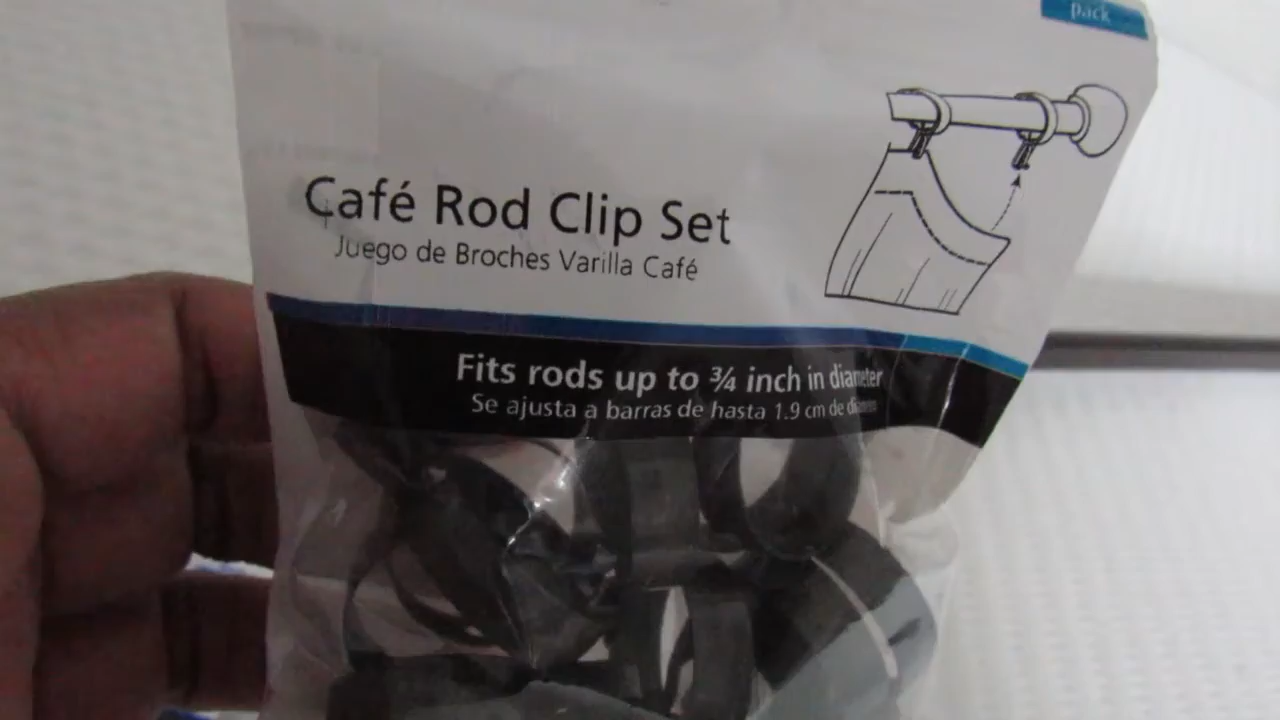 pack
Café Rod Clip Set
Juego de Broches Varilla Café
Fits rods up to ¾ inch in diameter
Se ajusta a barras de hasta 1.9 cm de